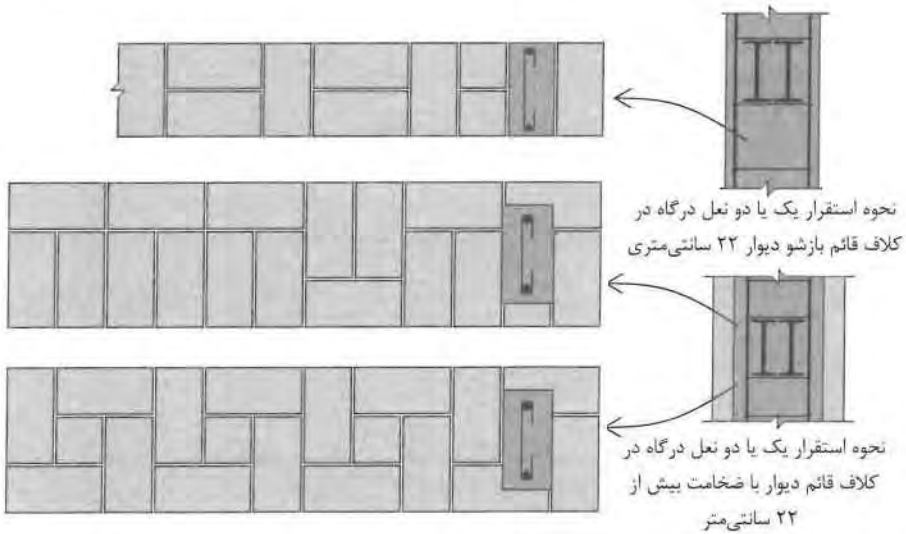 نحوه استقرار یک یا دو نعل درگاه در
کلاف قائم بازشو دیوار ۲۲ سانتی‌متری
نحوه استقرار یک یا دو نعل درگاه در
کلاف قائم دیوار با ضخامت بیش از
۲۲ سانتی‌متر